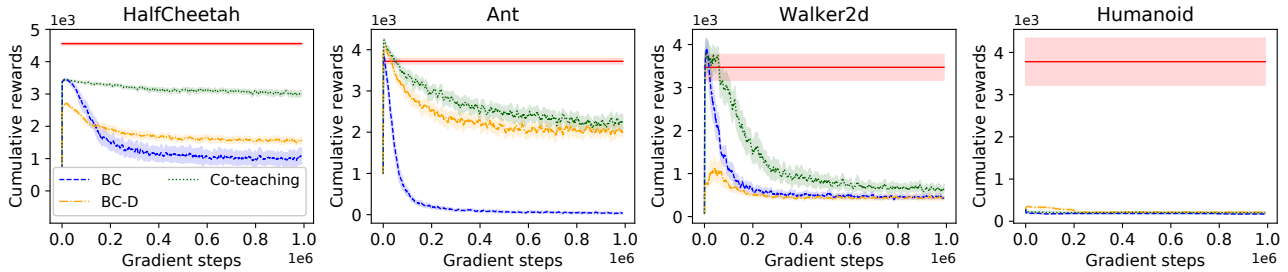 HalfCheetah
1e3
Cumulative rewards
5
4
3
2
1
0
BC
BC-D
Co-teaching
0.0 0.2 0.4 0.6 0.8 1.0
Gradient steps 1e6
Ant
1e3
Cumulative rewards
4
3
2
1
0
0.0 0.2 0.4 0.6 0.8 1.0
Gradient steps 1e6
Walker2d
1e3
Cumulative rewards
4
3
2
1
0
0.0 0.2 0.4 0.6 0.8 1.0
Gradient steps 1e6
Humanoid
1e3
Cumulative rewards
4
3
2
1
0
0.0 0.2 0.4 0.6 0.8 1.0
Gradient steps 1e6